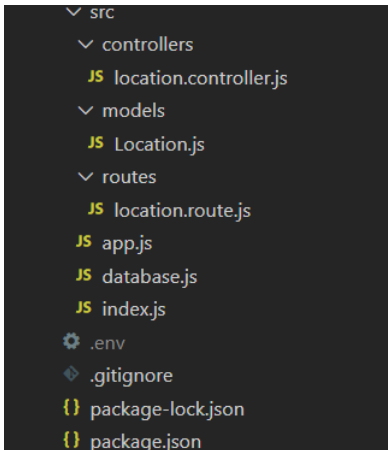 src
controllers
JS location.controller.js
models
JS Location.js
routes
JS location.route.js
JS app.js
JS database.js
JS index.js
.env
.gitignore
{} package-lock.json
{} package.json